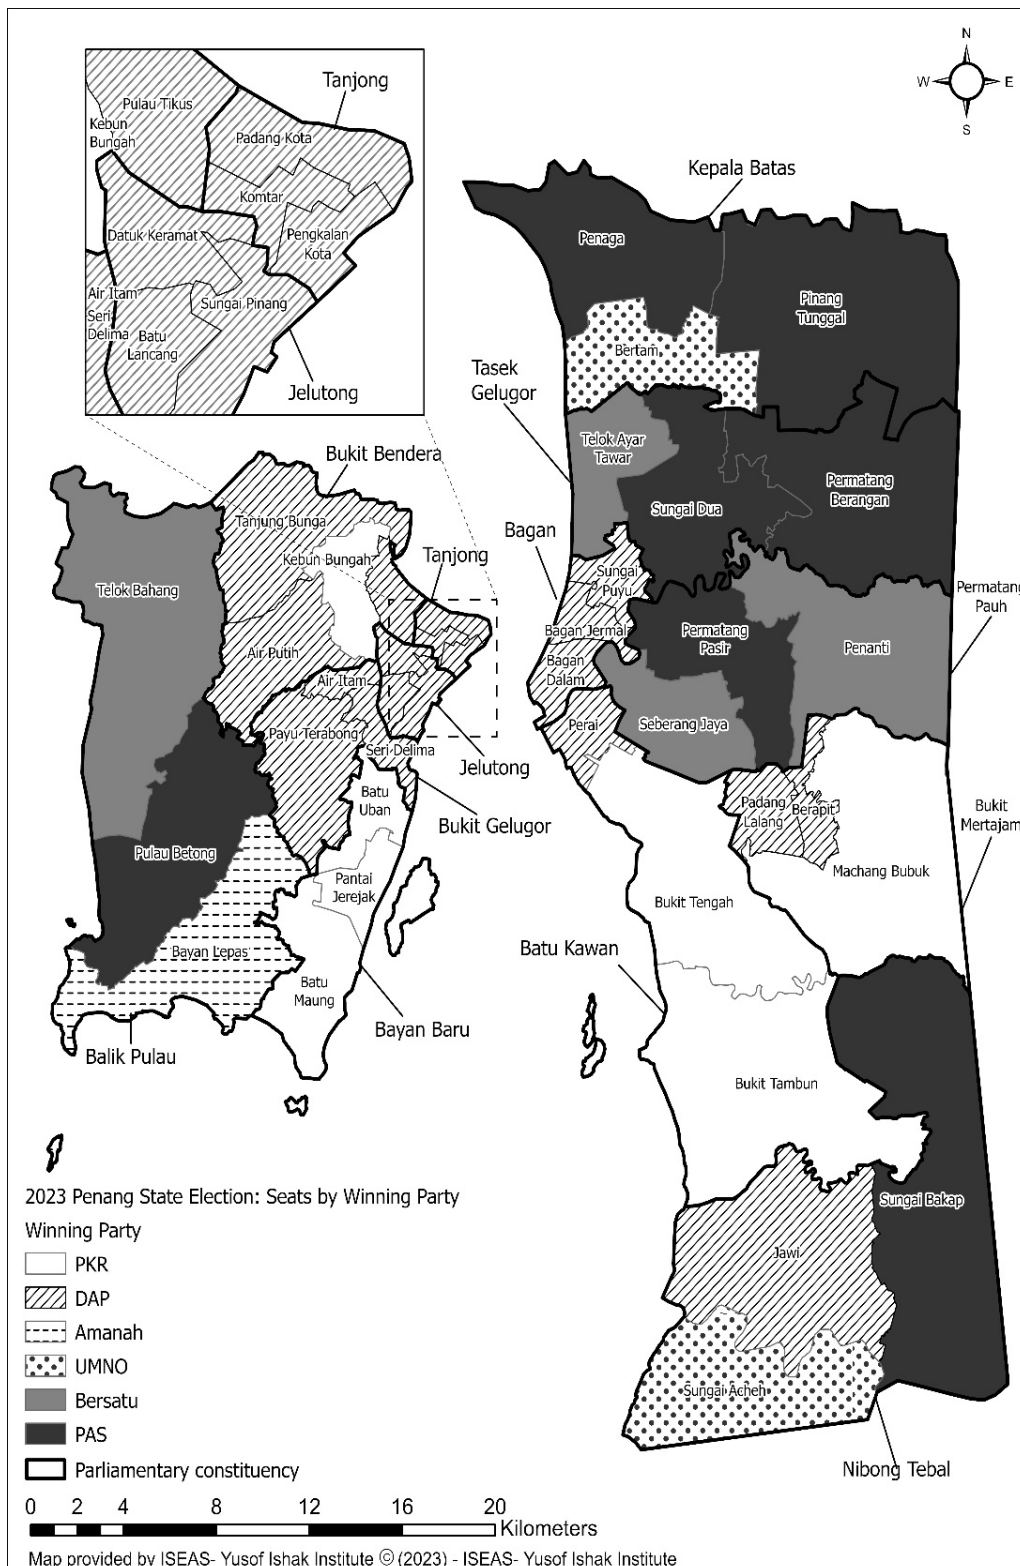 N
W E
S
Tanjong
Pulau Tikus
Kebun
Bungah
Padang Kota
Komtar
Datuk Keramat
Pengkalan
Kota
Air Itam
Sungai Pinang
Seri
Delima
Batu
Lancang
Jelutong
Kepala Batas
Penaga
Pinang
Tunggal
Bertam
Tasek
Gelugor
Telok Ayar
Tawar
Permatang
Berangan
Sungai Dua
Bukit Bendera
Tanjung Bunga
Kebun Bungah
Tanjong
Telok Bahang
Air Putih
Air Itam
Payu Terabong
Seri Delima
Jelutong
Batu
Uban
Bukit Gelugor
Pulau Betong
Pantai
Jerejak
Bayan Lepas
Batu
Maung
Bayan Baru
Balik Pulau
Bagan
Sungai
Puyu
Permatang
Pauh
Bagan Jermal
Permatang
Pasir
Penanti
Bagan
Dalam
Perai
Seberang Jaya
Padang
Lalang
Berapit
Bukit
Mertajam
Machang Bubuk
Bukit Tengah
Batu Kawan
Bukit Tambun
Sungai Bakap
Jawi
Sungai Acheh
Nibong Tebal
2023 Penang State Election: Seats by Winning Party
Winning Party
PKR
DAP
Amanah
UMNO
Bersatu
PAS
Parliamentary constituency
0 2 4 8 12 16 20
Kilometers
Map provided by ISEAS- Yusof Ishak Institute © (2023) - ISEAS- Yusof Ishak Institute